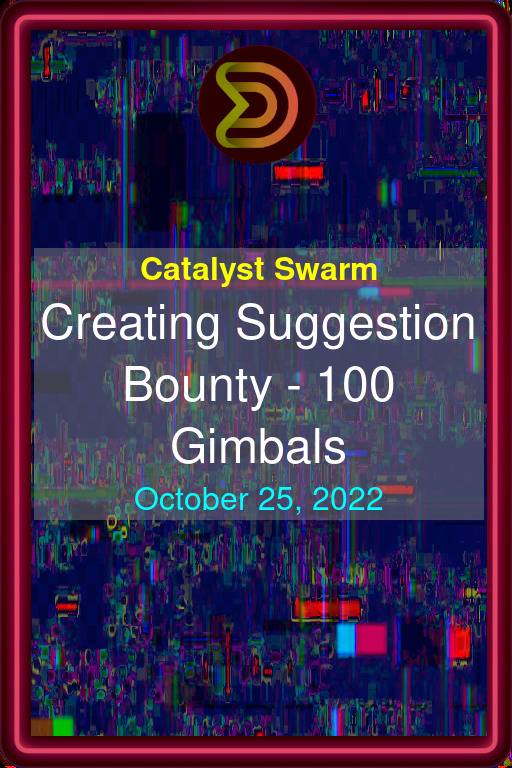 Catalyst Swarm
Creating Suggestion
Bounty - 100
Gimbals
October 25, 2022